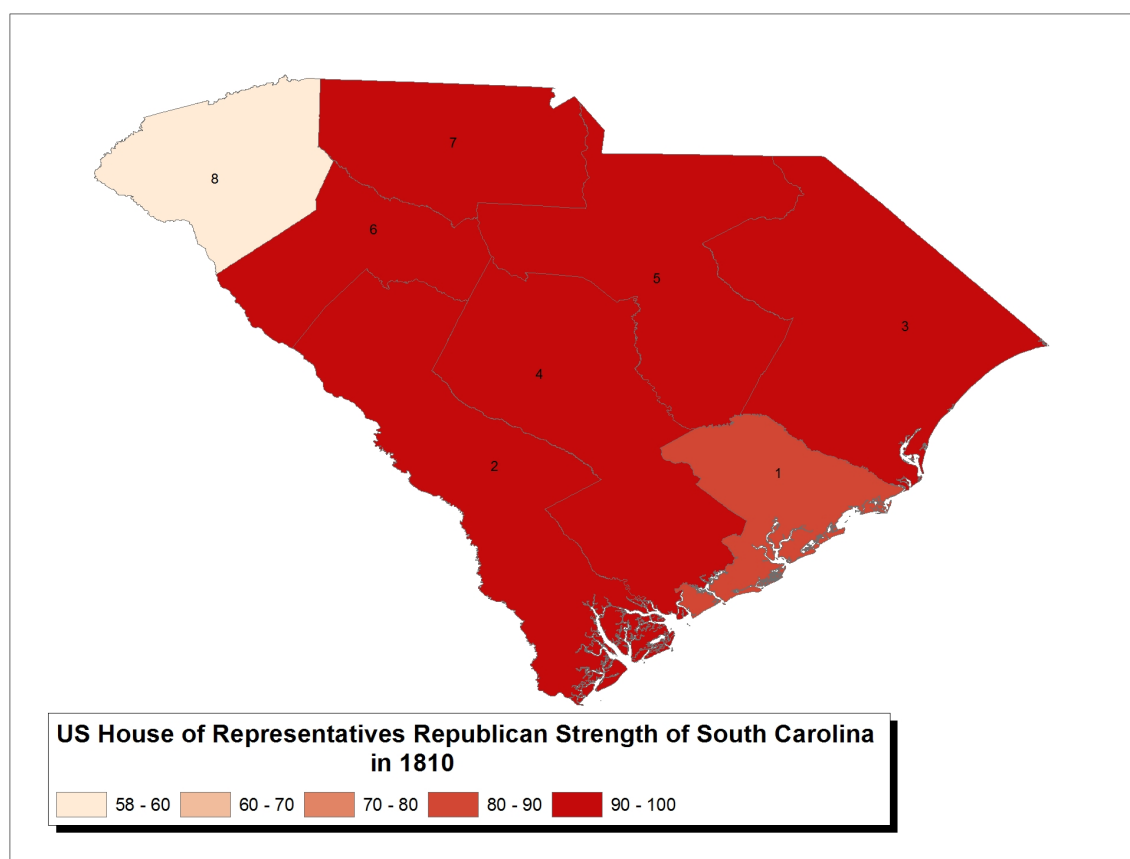 7
8
6
5
3
4
2
1
US House of Representatives Republican Strength of South Carolina
in 1810
58 - 60 60 - 70 70 - 80 80 - 90 90 - 100